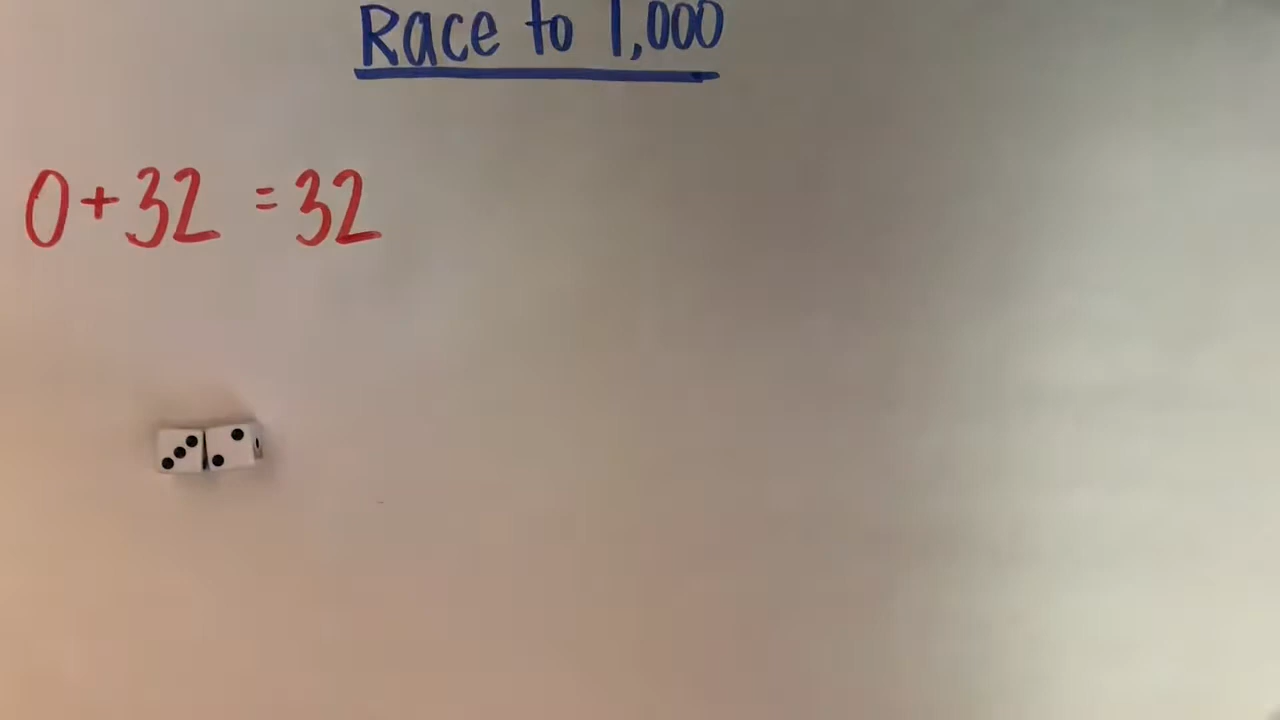 Race to 1,000
0+32 = 32